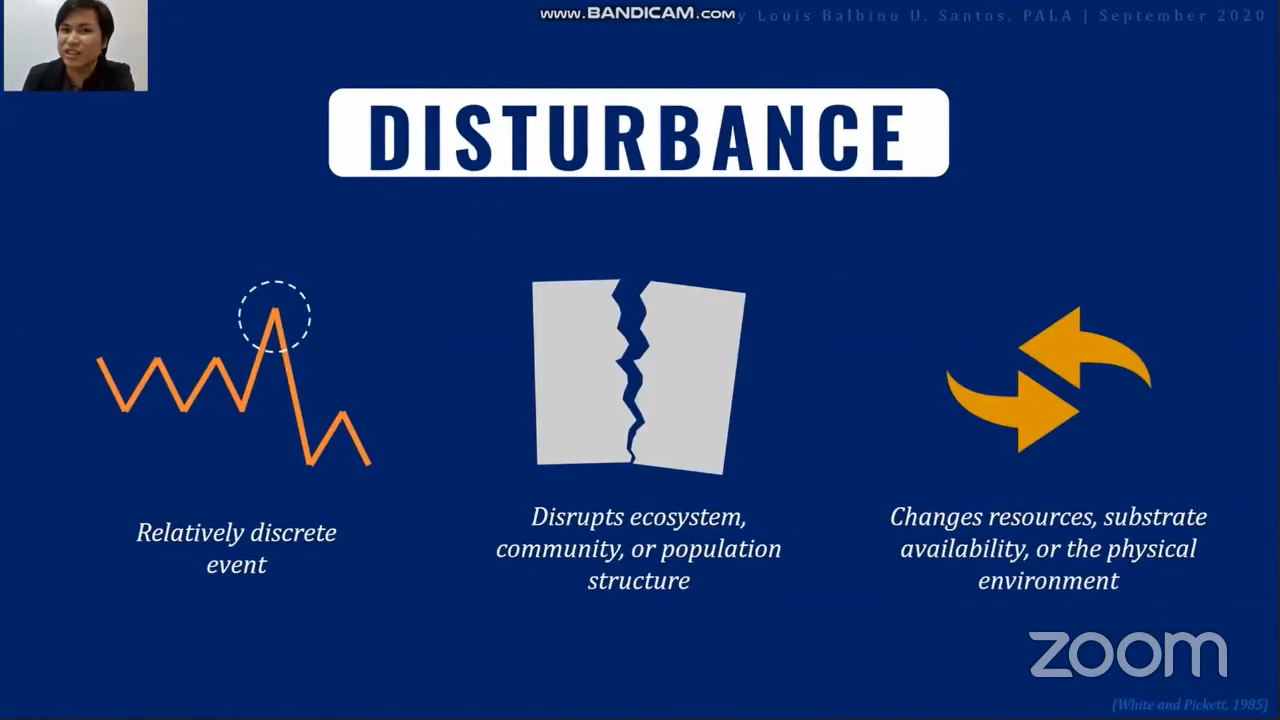 www.BANDICAM.com
y Louis Balbino U. Santos, PALA | September 2020
DISTURBANCE
Relatively discrete
event
Disrupts ecosystem,
community, or population
structure
Changes resources, substrate
availability, or the physical
environment
zoom
(White and Pickett, 1985)